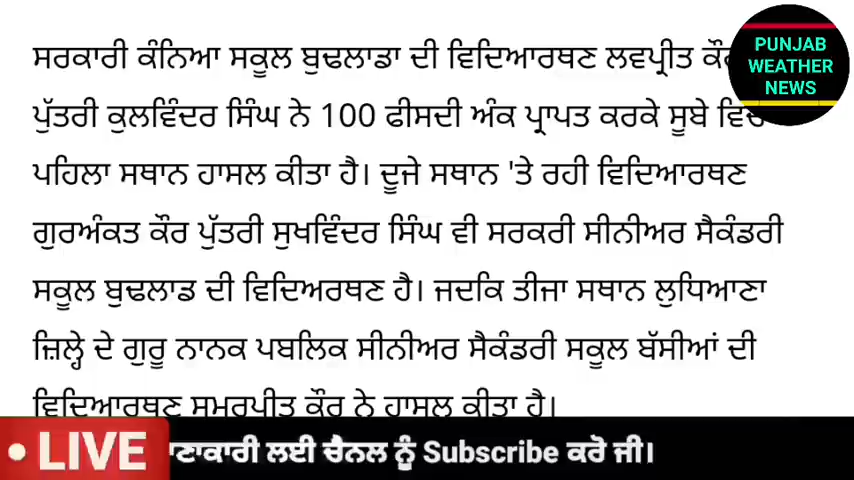 ਸਰਕਾਰੀ ਕੰਨਿਆ ਸਕੂਲ ਬੁਢਲਾਡਾ ਦੀ ਵਿਦਿਆਰਥਣ ਲਵਪ੍ਰੀਤ
ਪੁੱਤਰੀ ਕੁਲਵਿੰਦਰ ਸਿੰਘ ਨੇ 100 ਫੀਸਦੀ ਅੰਕ ਪ੍ਰਾਪਤ ਕਰਕੇ ਸੂਬੇ ਵਿਚ
ਪਹਿਲਾ ਸਥਾਨ ਹਾਸਲ ਕੀਤਾ ਹੈ। ਦੂਜੇ ਸਥਾਨ 'ਤੇ ਰਹੀ ਵਿਦਿਆਰਥਣ
ਗੁਰਅੰਕਤ ਕੌਰ ਪੁੱਤਰੀ ਸੁਖਵਿੰਦਰ ਸਿੰਘ ਵੀ ਸਰਕਰੀ ਸੀਨੀਅਰ ਸੈਕੰਡਰੀ
ਸਕੂਲ ਬੁਢਲਾਡ ਦੀ ਵਿਦਿਅਰਥਣ ਹੈ। ਜਦਕਿ ਤੀਜਾ ਸਥਾਨ ਲੁਧਿਆਣਾ
ਜ਼ਿਲ੍ਹੇ ਦੇ ਗੁਰੂ ਨਾਨਕ ਪਬਲਿਕ ਸੀਨੀਅਰ ਸੈਕੰਡਰੀ ਸਕੂਲ ਬੱਸੀਆਂ ਦੀ
ਵਿਦਿਆਰਥਣ ਸਮਰਪੀਤ ਕੌਰ ਨੇ ਹਾਸਲ ਕੀਤਾ ਹੈ।
PUNJAB
WEATHER
NEWS
LIVE
ਲਈ ਚੈਨਲ ਨੂੰ Subscribe ਕਰੋ ਜੀ।